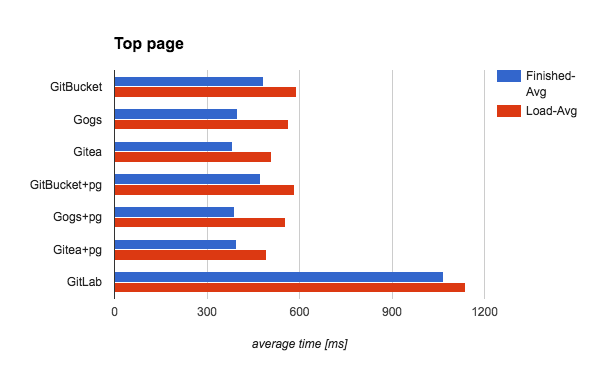 Top page
Finished-
Avg
Load-Avg
GitBucket
Gogs
Gitea
GitBucket+pg
Gogs+pg
Gitea+pg
GitLab
0 300 600 900 1200
average time [ms]